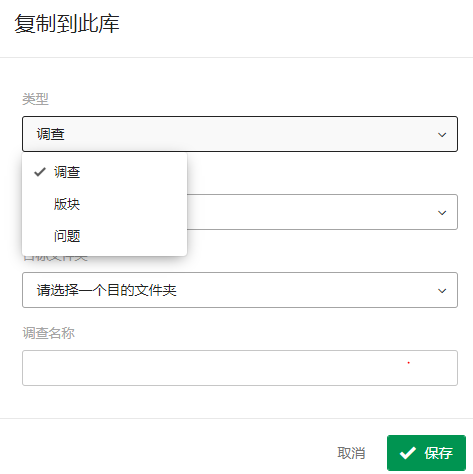 复制到此库
类型
调查
调查
版块
问题
请选择一个目的文件夹
调查名称
取消
保存